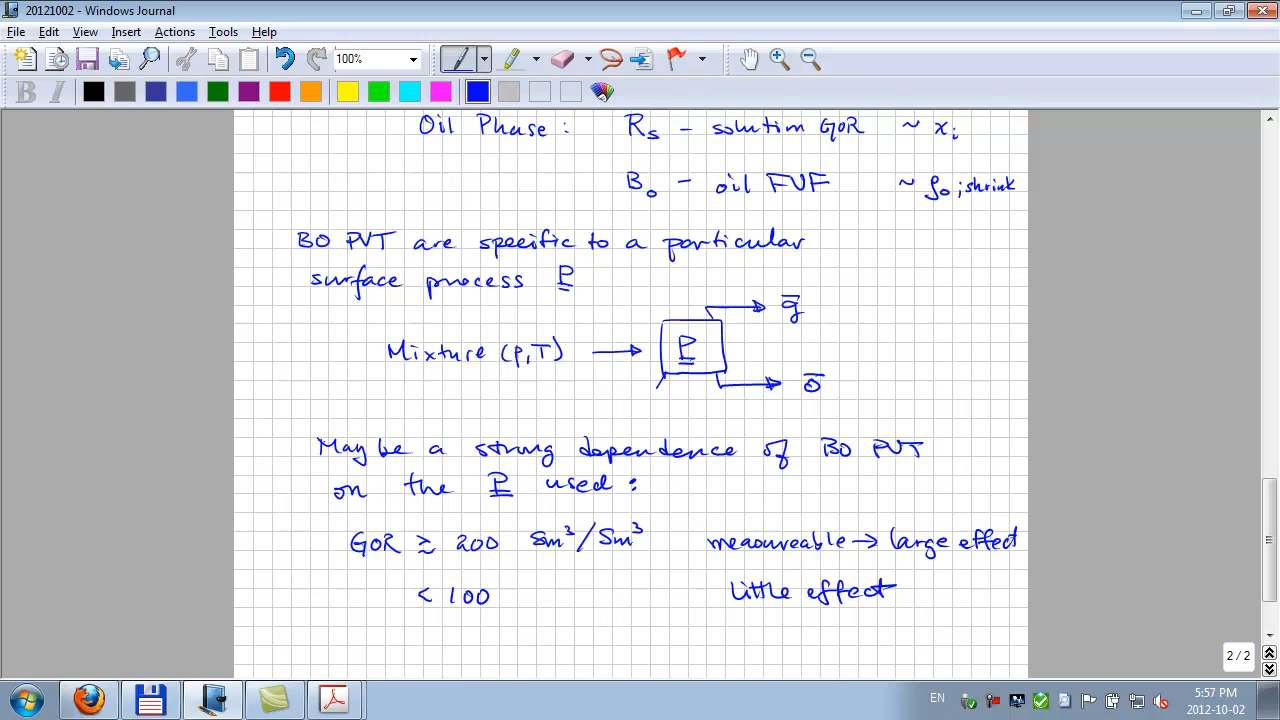 20121002 - Windows Journal
File Edit View Insert Actions Tools Help
100%
B I
Oil Phase : Rs - solution GOR ~ xi
Bo - oil FVF ~ ρo ; shrink
BO PVT are specific to a particular
surface process P
g̅
Mixture (p,T) → P
o̅
May be a strong dependence of BO PVT
on the P used :
GOR ≳ 200 Sm³/Sm³ measureable → large effect
< 100 little effect
2/2
EN 5:57 PM
2012-10-02